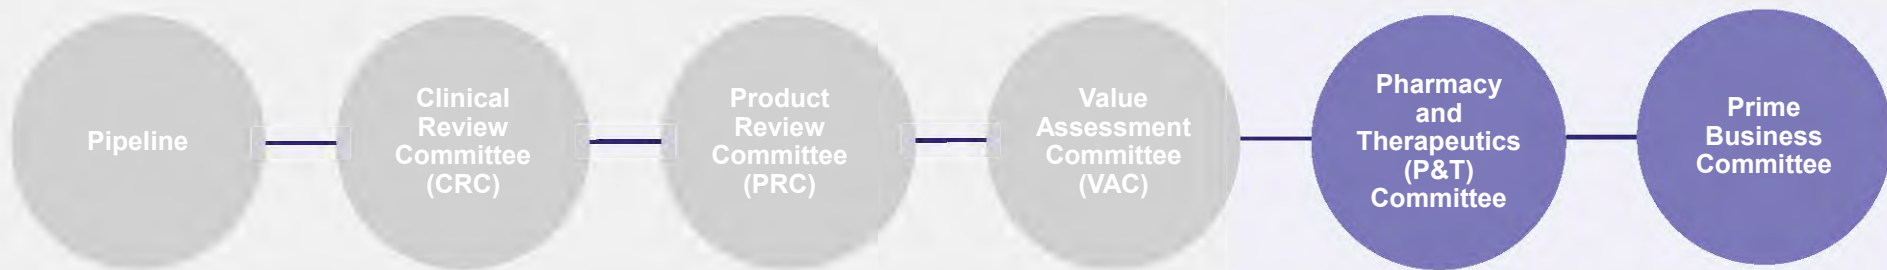 Pipeline
Clinical
Review
Committee
(CRC)
Product
Review
Committee
(PRC)
Value
Assessment
Committee
(VAC)
Pharmacy
and
Therapeutics
(P&T)
Committee
Prime
Business
Committee